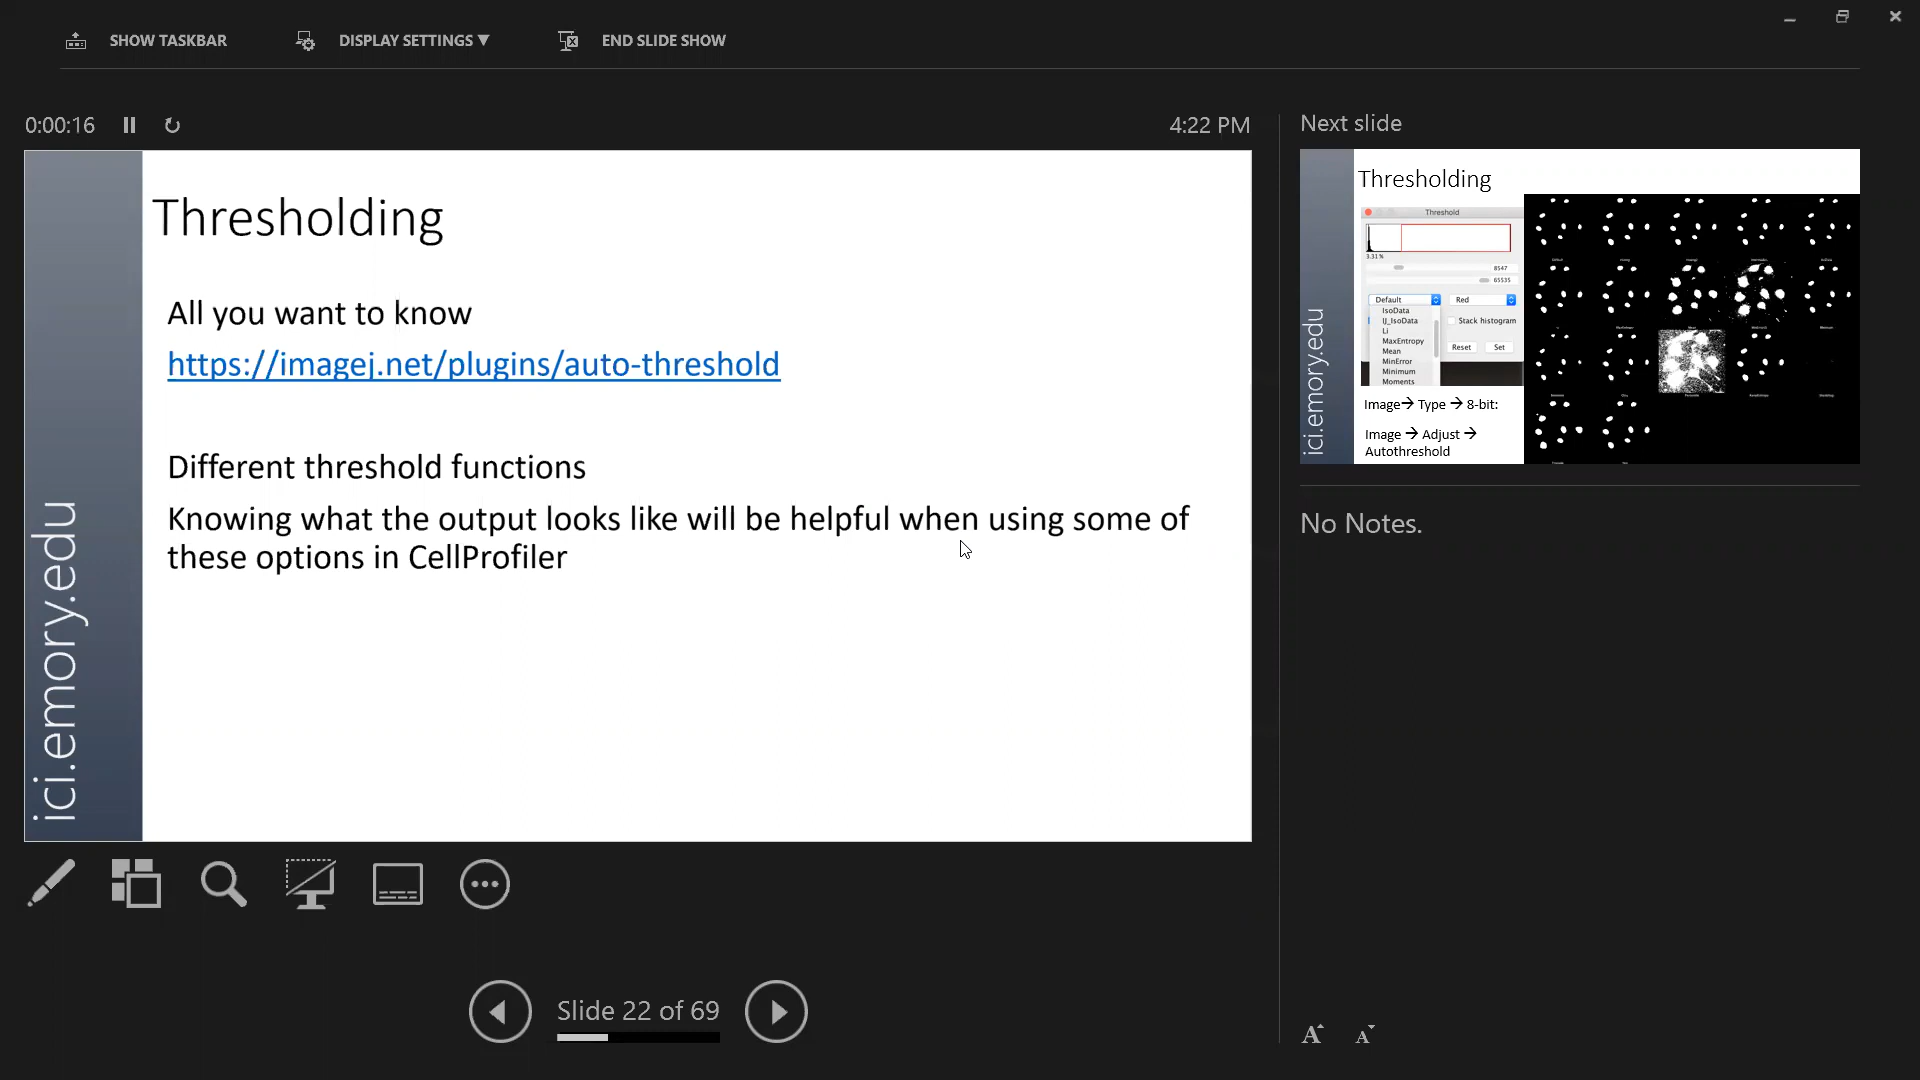 SHOW TASKBAR
DISPLAY SETTINGS ▼
END SLIDE SHOW
0:00:16
4:22 PM
Thresholding
All you want to know
https://imagej.net/plugins/auto-threshold
Different threshold functions
Knowing what the output looks like will be helpful when using some of
these options in CellProfiler
ici.emory.edu
Slide 22 of 69
Next slide
Thresholding
Threshold
3.31 %
8547
65535
Default
Red
IsoData
IJ_IsoData
Li
MaxEntropy
Mean
MinError
Minimum
Moments
Stack histogram
Reset
Set
Image→ Type → 8-bit:
Image → Adjust →
Autothreshold
ici.emory.edu
No Notes.
A
A